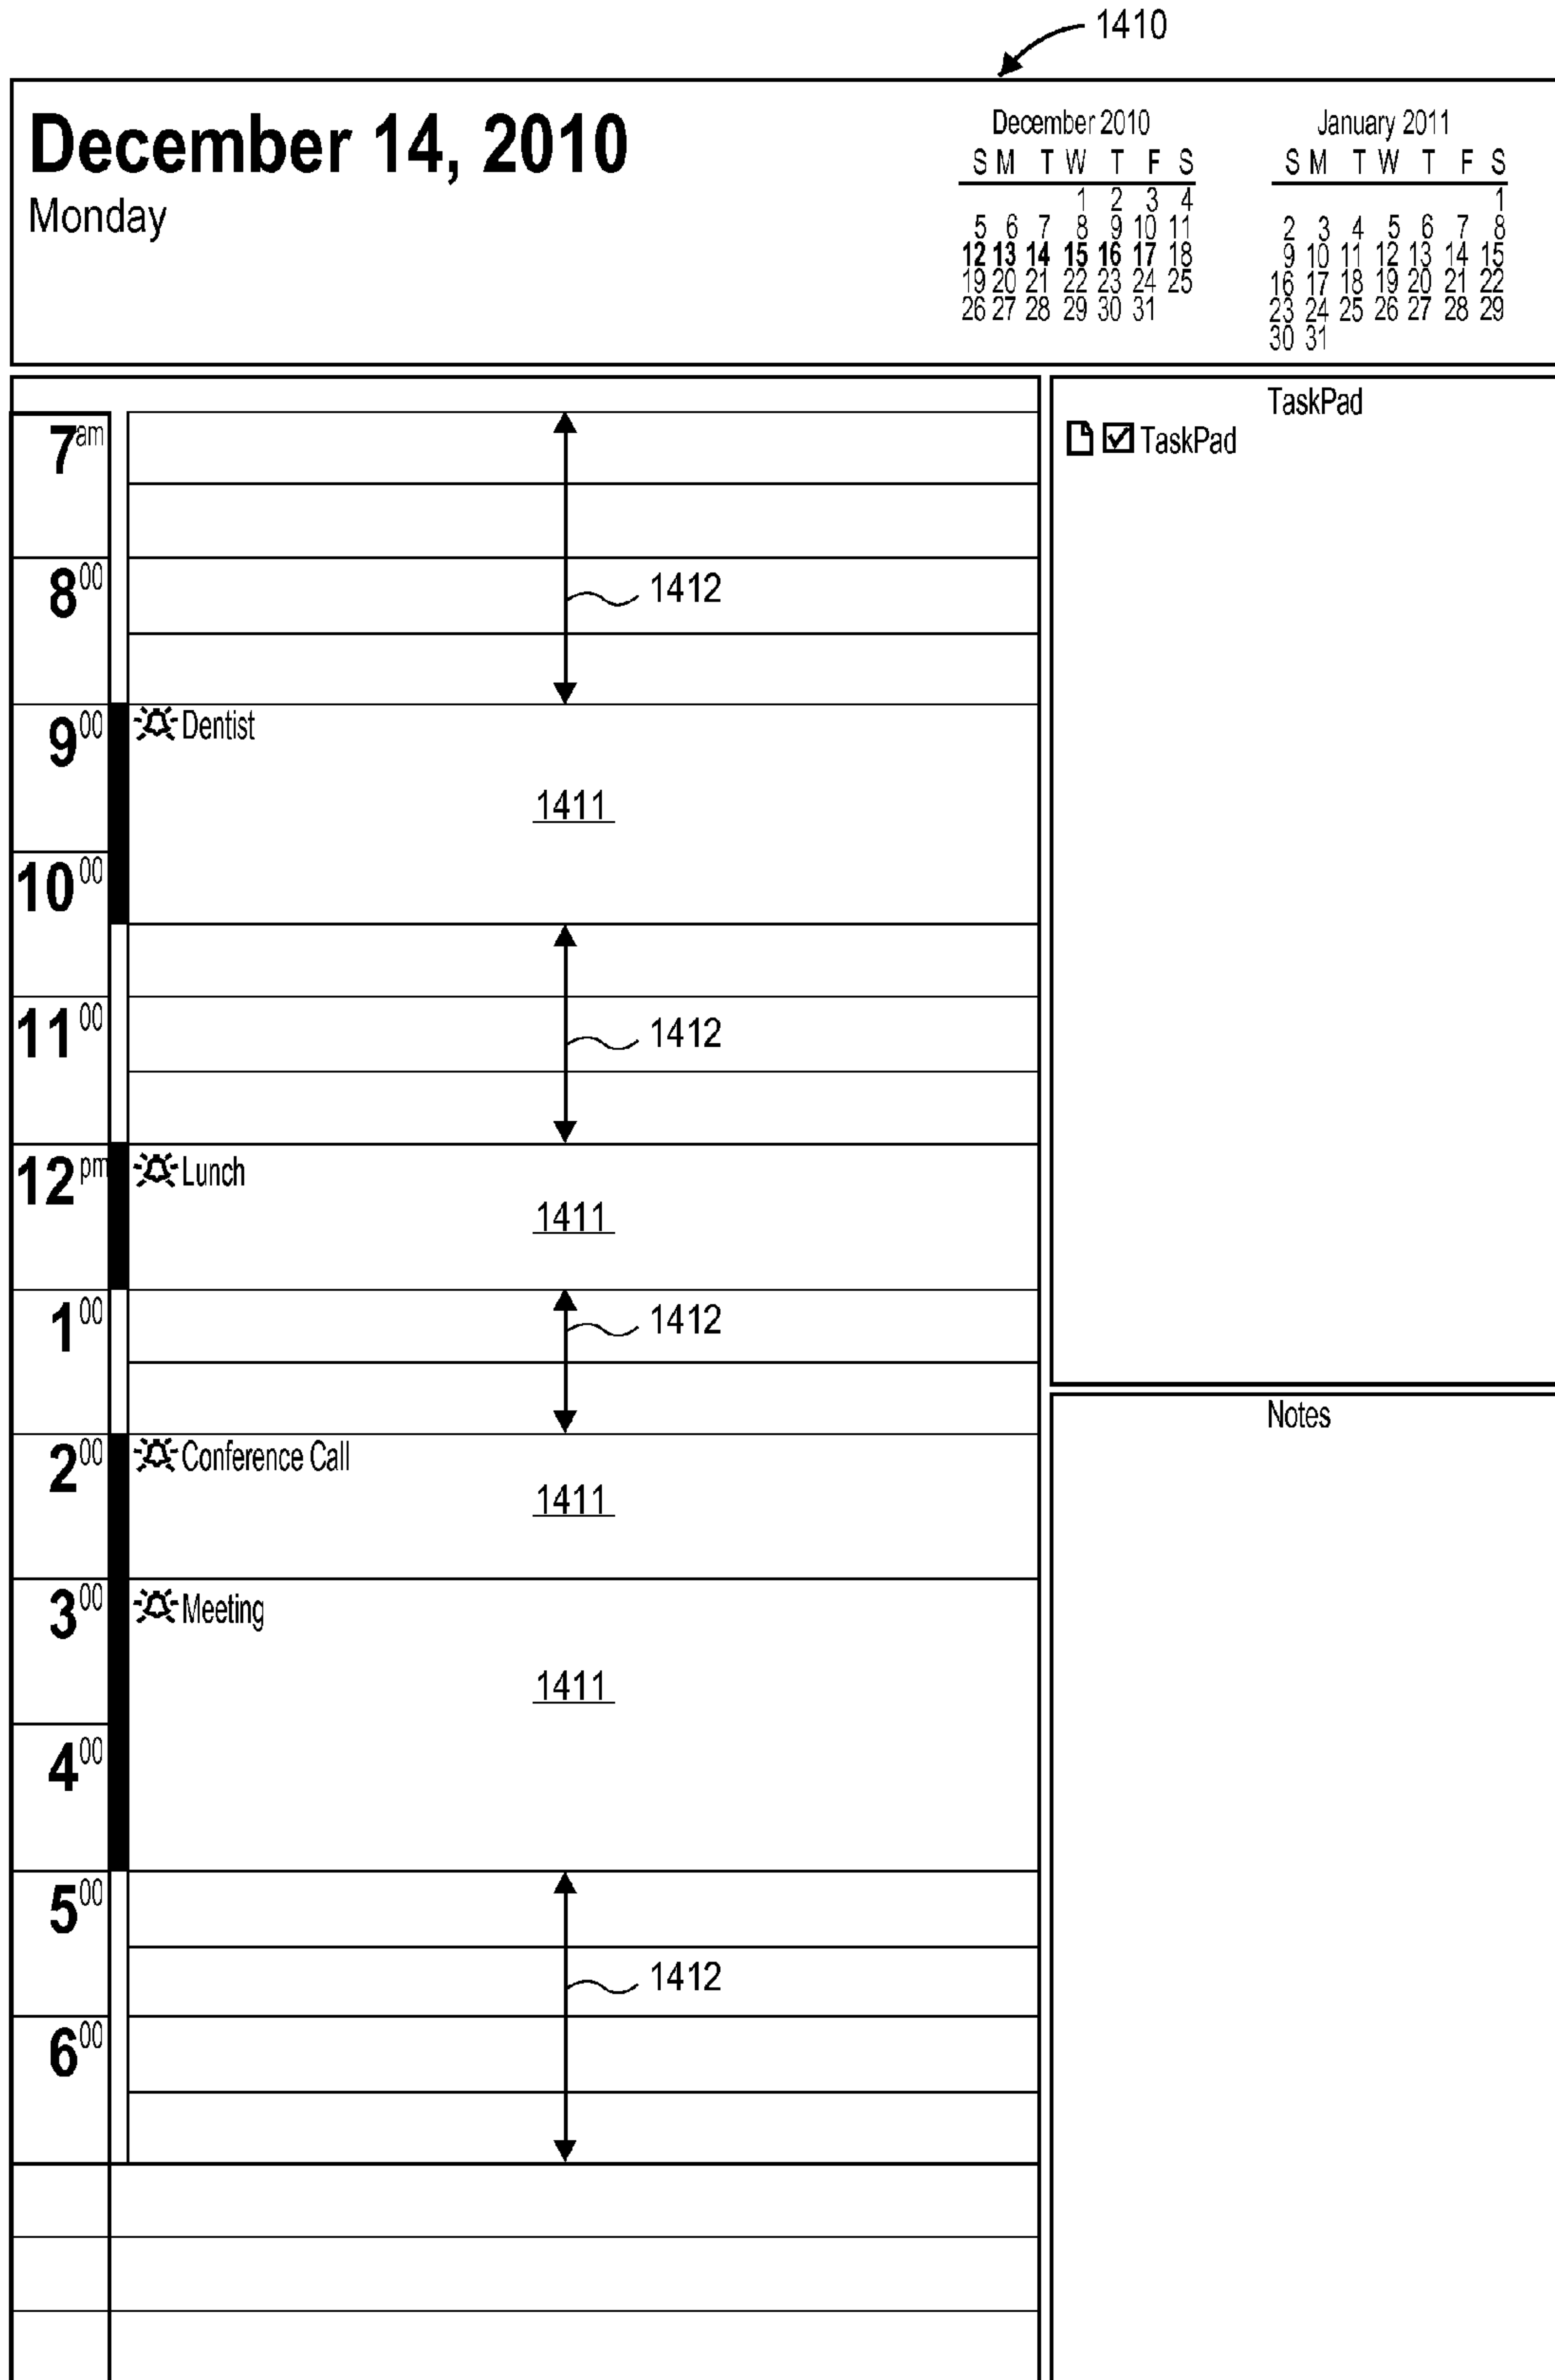 1410
December 14, 2010
Monday
December 2010
S M T W T F S
1 2 3 4
5 6 7 8 9 10 11
12 13 14 15 16 17 18
19 20 21 22 23 24 25
26 27 28 29 30 31
January 2011
S M T W T F S
1
2 3 4 5 6 7 8
9 10 11 12 13 14 15
16 17 18 19 20 21 22
23 24 25 26 27 28 29
30 31
7 am
8 00
1412
9 00 Dentist
1411
10 00
11 00
1412
12 pm Lunch
1411
1 00
1412
2 00 Conference Call
1411
3 00 Meeting
1411
4 00
5 00
1412
6 00
TaskPad
TaskPad
Notes